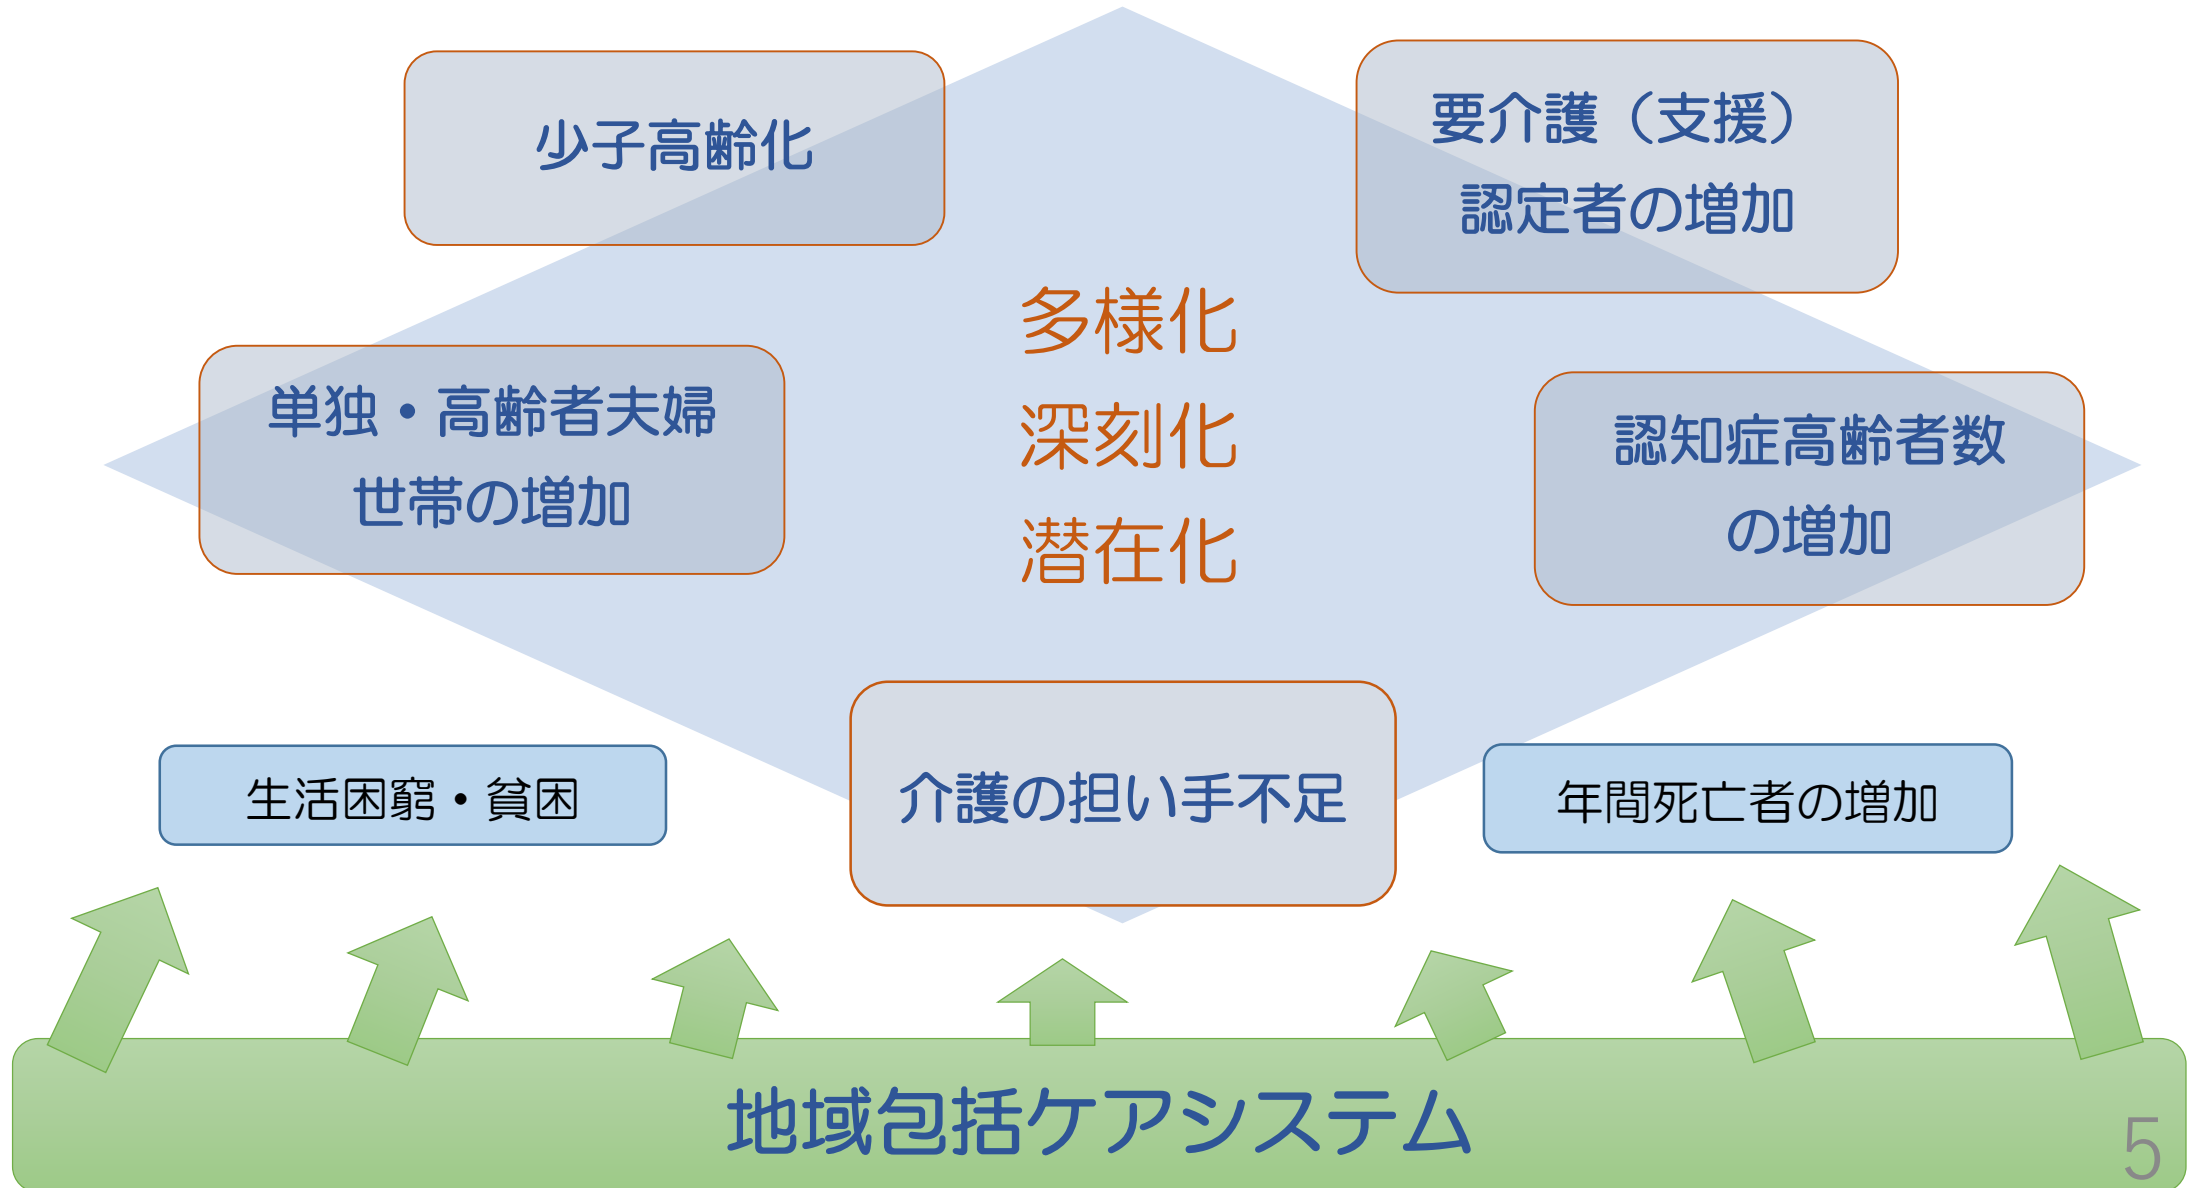 少子高齢化
要介護（支援）
認定者の増加
多様化
深刻化
潜在化
単独・高齢者夫婦
世帯の増加
認知症高齢者数
の増加
介護の担い手不足
生活困窮・貧困
年間死亡者の増加
地域包括ケアシステム
5